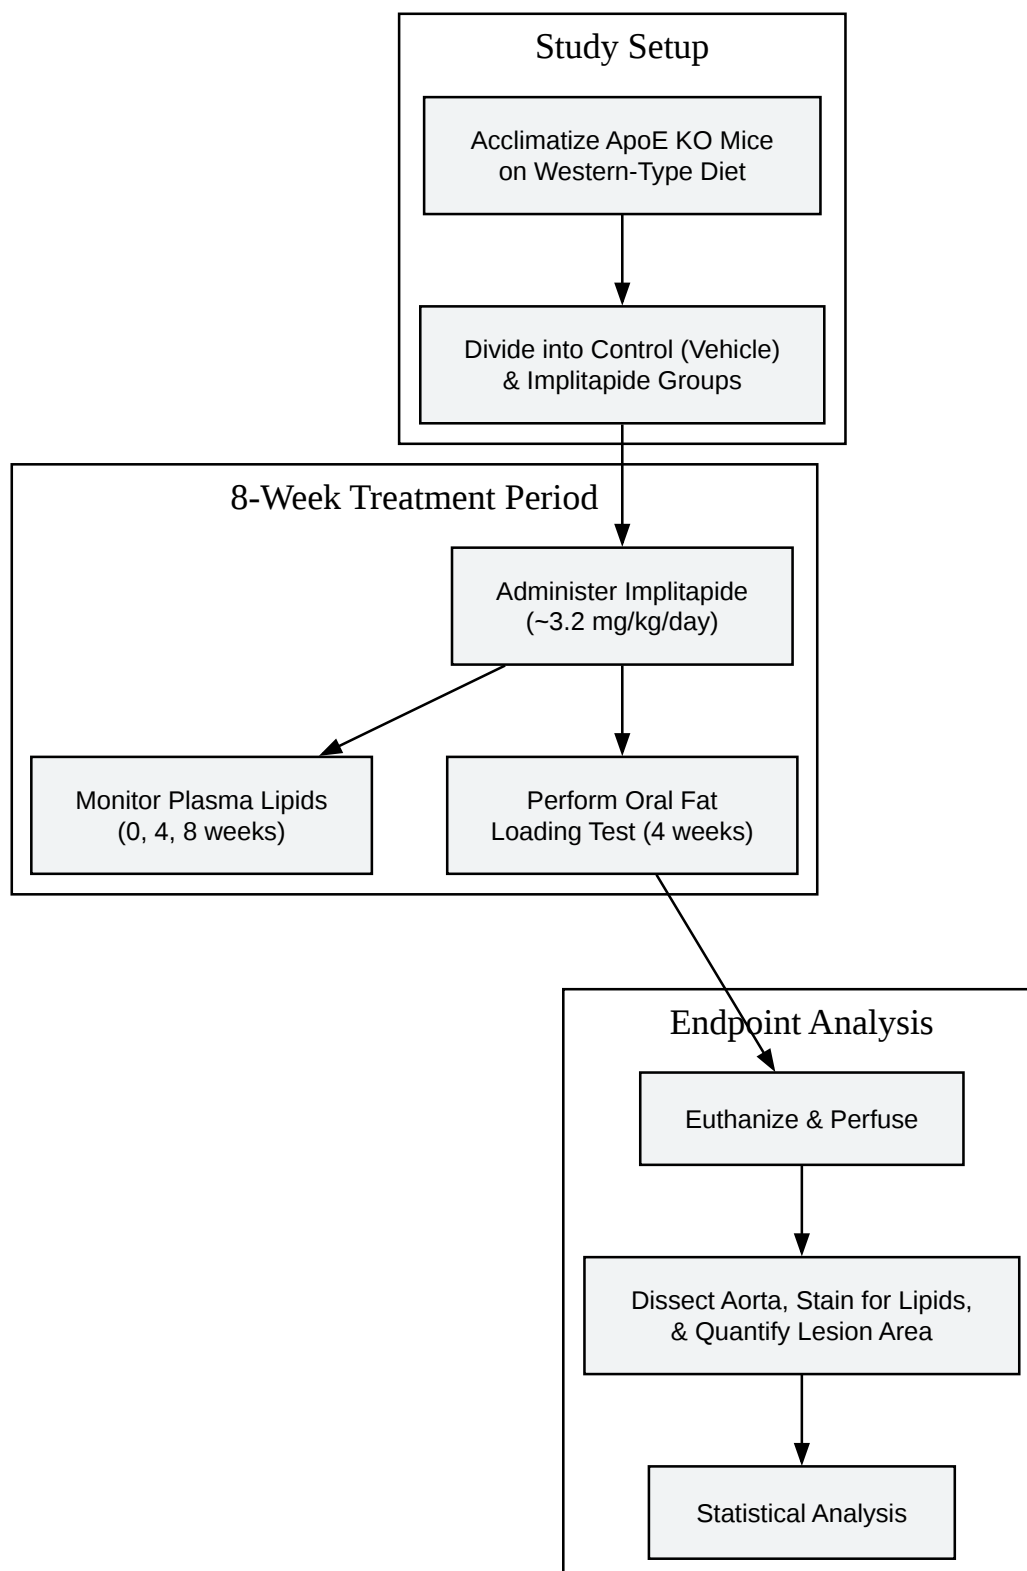 Study Setup
Acclimatize ApoE KO Mice
on Western-Type Diet
Divide into Control (Vehicle)
& Implitapide Groups
8-Week Treatment Period
Administer Implitapide
(~3.2 mg/kg/day)
Monitor Plasma Lipids
(0, 4, 8 weeks)
Perform Oral Fat
Loading Test (4 weeks)
Endpoint Analysis
Euthanize & Perfuse
Dissect Aorta, Stain for Lipids,
& Quantify Lesion Area
Statistical Analysis